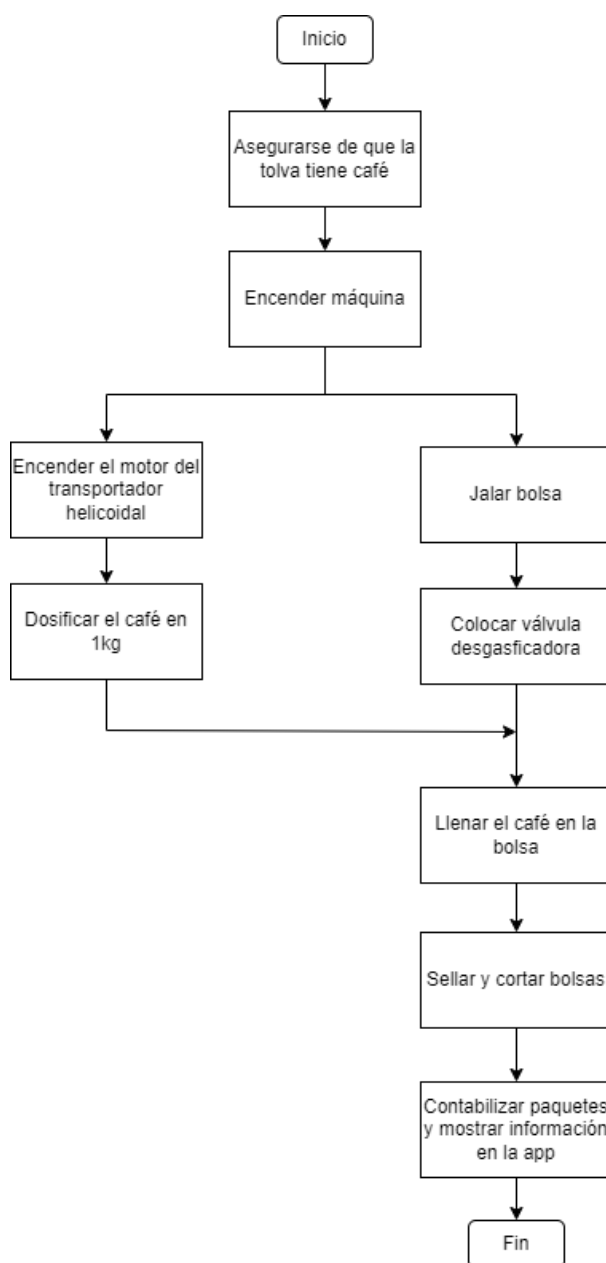 Inicio
Asegurarse de que la
tolva tiene café
Encender máquina
Encender el motor del
transportador
helicoidal
Jalar bolsa
Dosificar el café en
1kg
Colocar válvula
desgasficadora
Llenar el café en la
bolsa
Sellar y cortar bolsas
Contabilizar paquetes
y mostrar información
en la app
Fin